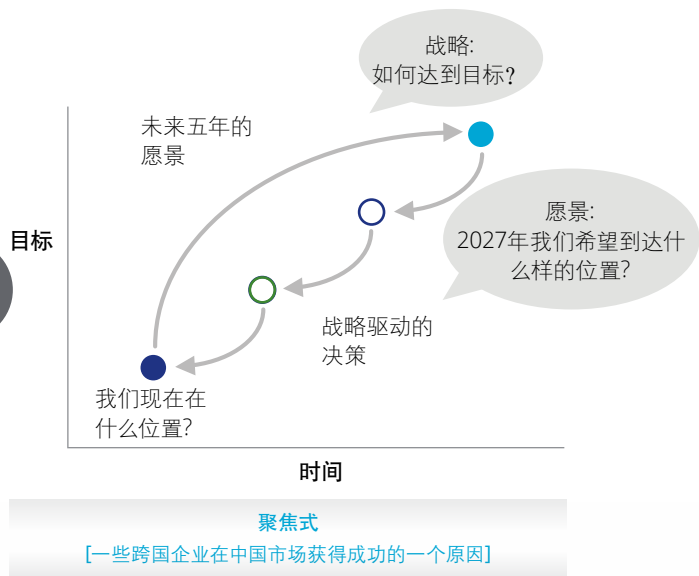 战略:
如何达到目标?
未来五年的
愿景
目标
愿景:
2027年我们希望到达什
么样的位置?
战略驱动的
决策
我们现在在
什么位置?
时间
聚焦式
[一些跨国企业在中国市场获得成功的一个原因]